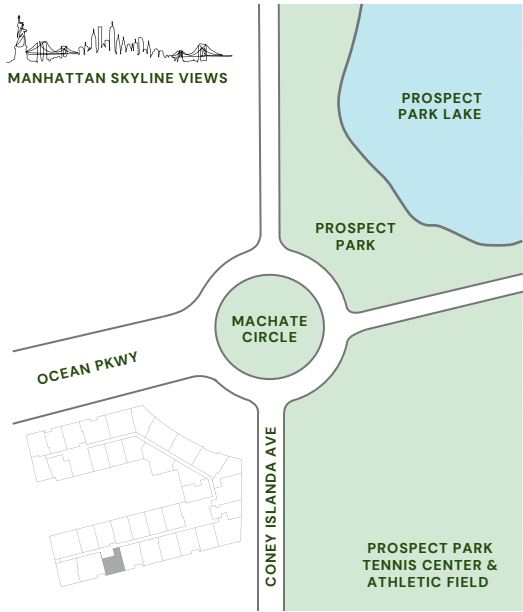 MANHATTAN SKYLINE VIEWS
PROSPECT
PARK LAKE
PROSPECT
PARK
MACHATE
CIRCLE
OCEAN PKWY
CONEY ISLANDA AVE
PROSPECT PARK
TENNIS CENTER &
ATHLETIC FIELD